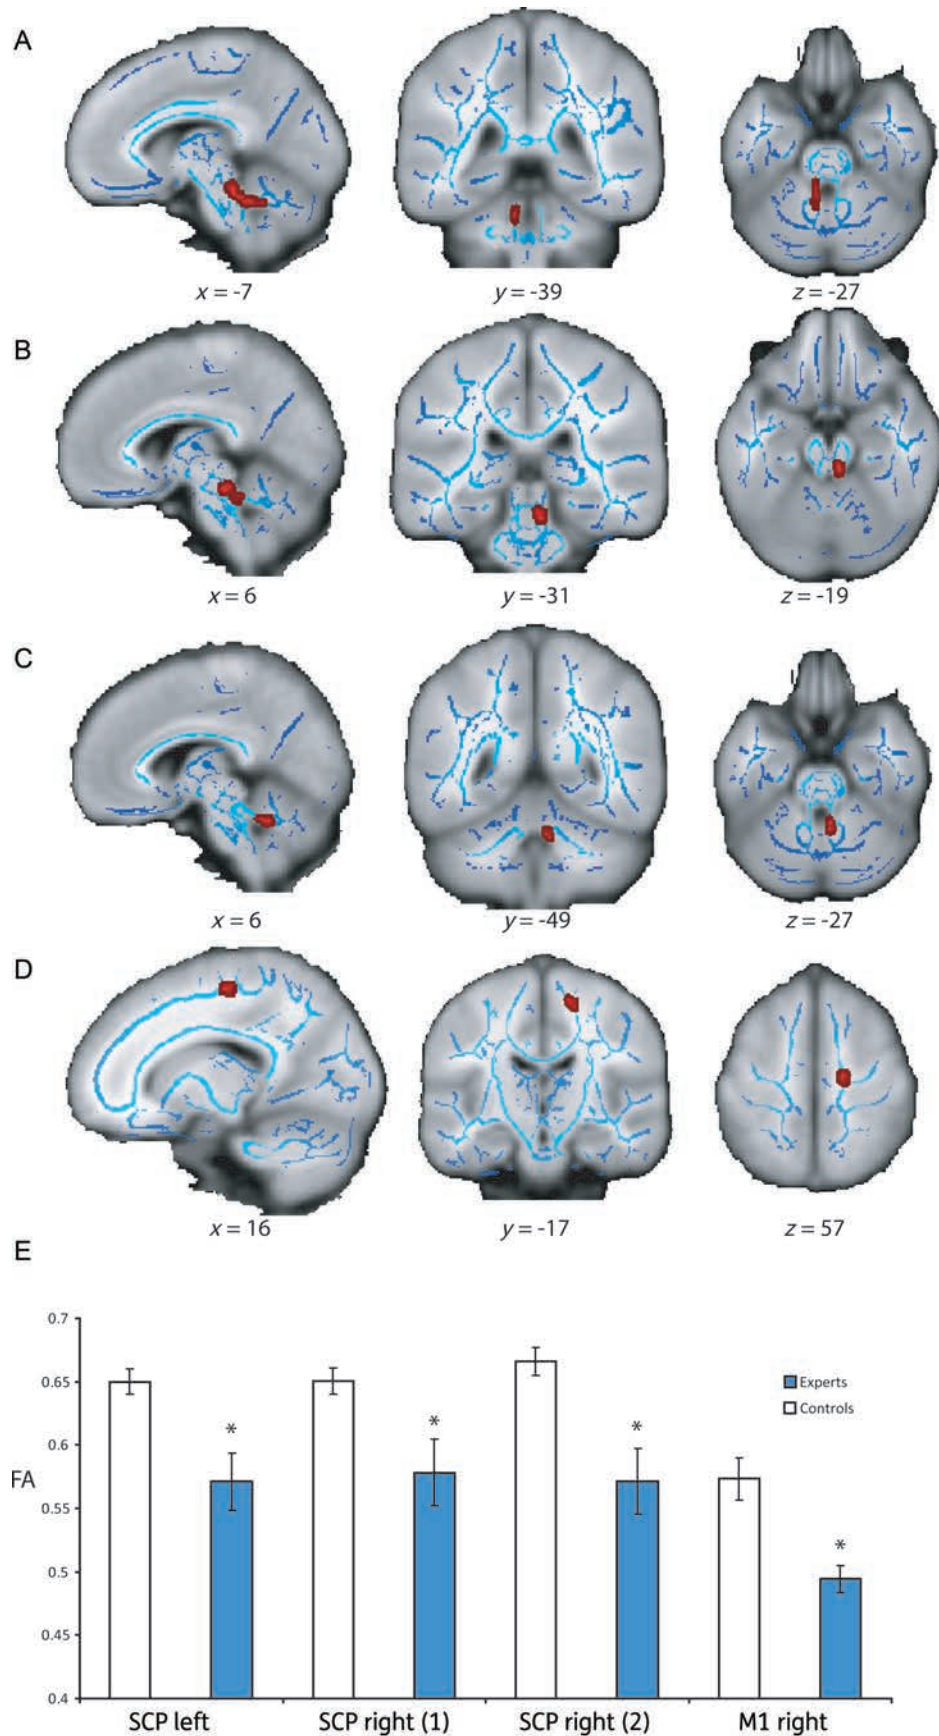 A
x = -7 y = -39 z = -27
B
x = 6 y = -31 z = -19
C
x = 6 y = -49 z = -27
D
x = 16 y = -17 z = 57
E
0.7
0.65
0.6
FA
0.55
0.5
0.45
0.4
* * * *
Experts
Controls
SCP left SCP right (1) SCP right (2) M1 right